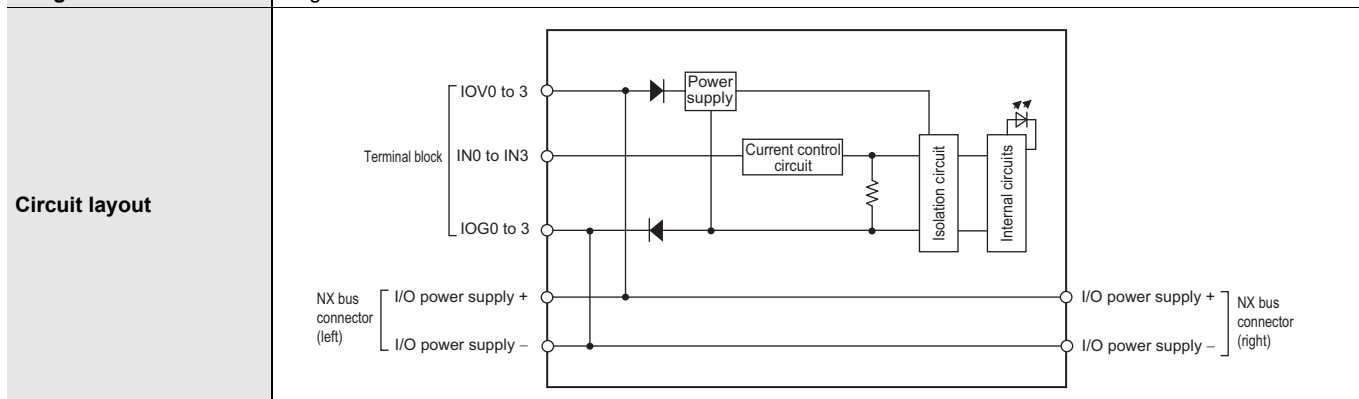 Circuit layout
Terminal block
IOV0 to 3
IN0 to IN3
IOG0 to 3
Power
supply
Current control
circuit
Isolation circuit
Internal circuits
NX bus
connector
(left)
I/O power supply +
I/O power supply −
I/O power supply +
I/O power supply −
NX bus
connector
(right)